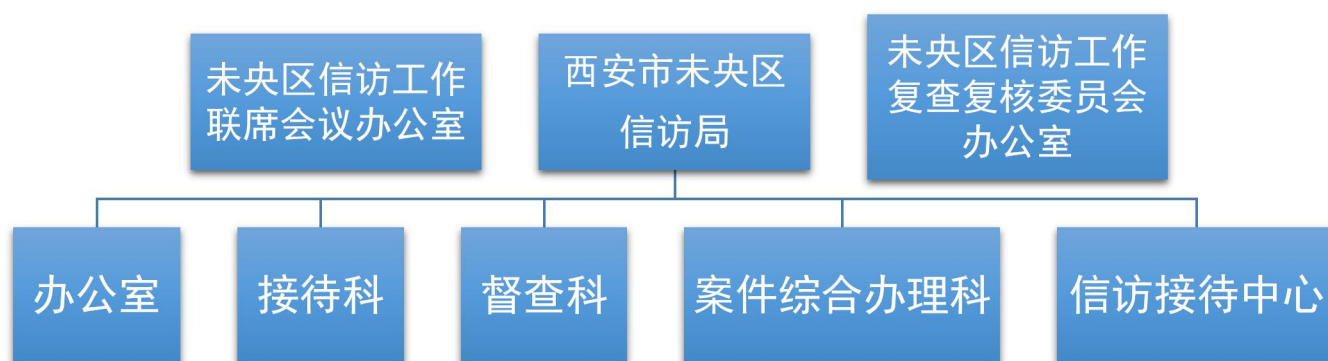 未央区信访工作
联席会议办公室
西安市未央区
信访局
未央区信访工作
复查复核委员会
办公室
办公室
接待科
督查科
案件综合办理科
信访接待中心